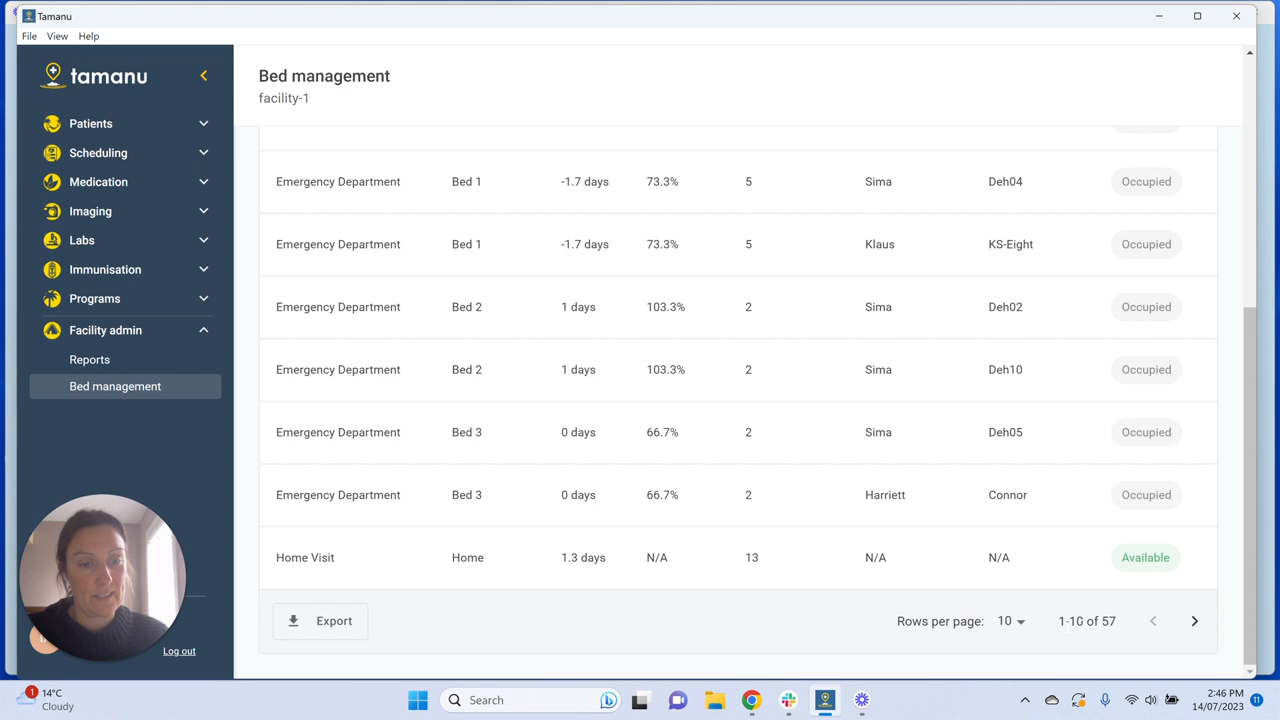 Tamanu
File View Help
tamanu
Patients
Scheduling
Medication
Imaging
Labs
Immunisation
Programs
Facility admin
Reports
Bed management
Log out
Bed management
facility-1
Emergency Department Bed 1 -1.7 days 73.3% 5 Sima Deh04 Occupied
Emergency Department Bed 1 -1.7 days 73.3% 5 Klaus KS-Eight Occupied
Emergency Department Bed 2 1 days 103.3% 2 Sima Deh02 Occupied
Emergency Department Bed 2 1 days 103.3% 2 Sima Deh10 Occupied
Emergency Department Bed 3 0 days 66.7% 2 Sima Deh05 Occupied
Emergency Department Bed 3 0 days 66.7% 2 Harriett Connor Occupied
Home Visit Home 1.3 days N/A 13 N/A N/A Available
Export Rows per page: 10 1-10 of 57
1 14°C
Cloudy
Search
2:46 PM
14/07/2023
11